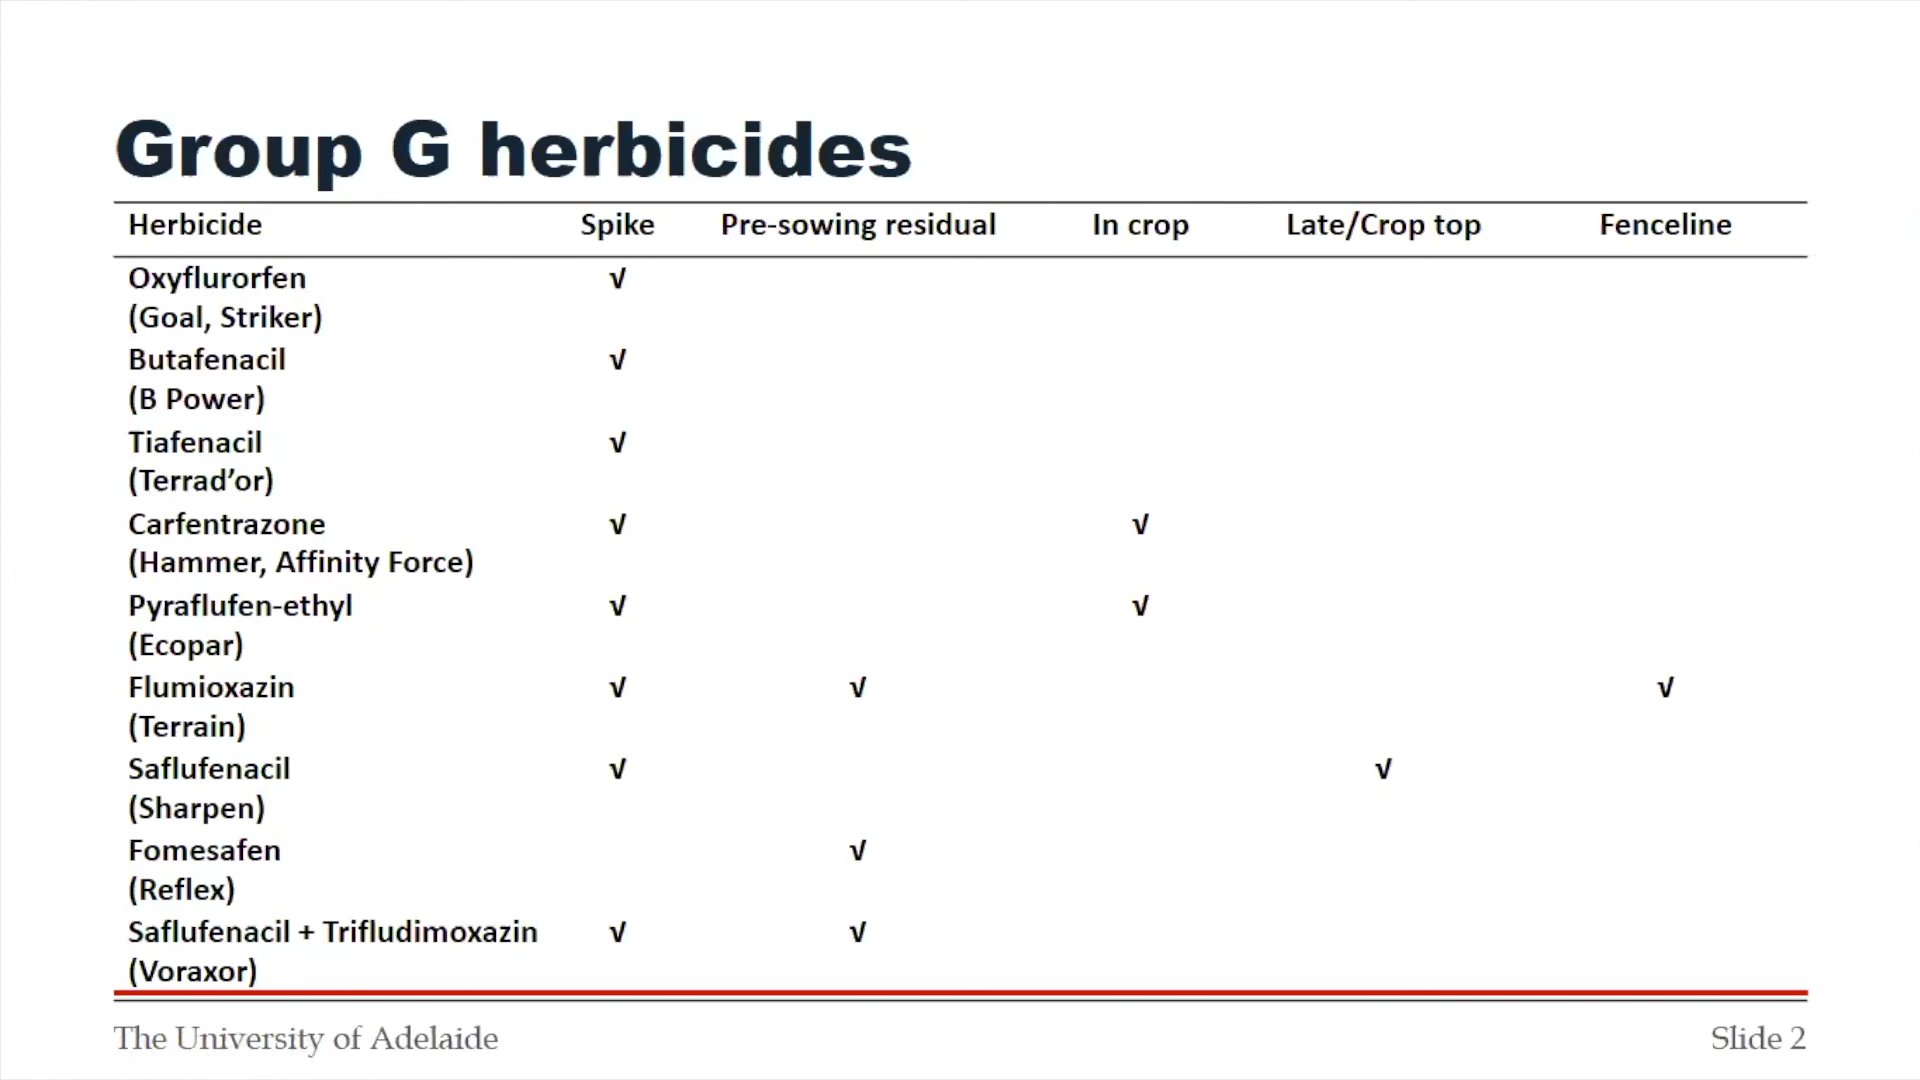 Group G herbicides
Herbicide Spike Pre-sowing residual In crop Late/Crop top Fenceline
Oxyflurorfen √
(Goal, Striker)
Butafenacil √
(B Power)
Tiafenacil √
(Terrad’or)
Carfentrazone √ √
(Hammer, Affinity Force)
Pyraflufen-ethyl √ √
(Ecopar)
Flumioxazin √ √ √
(Terrain)
Saflufenacil √ √
(Sharpen)
Fomesafen √
(Reflex)
Saflufenacil + Trifludimoxazin √ √
(Voraxor)
The University of Adelaide Slide 2